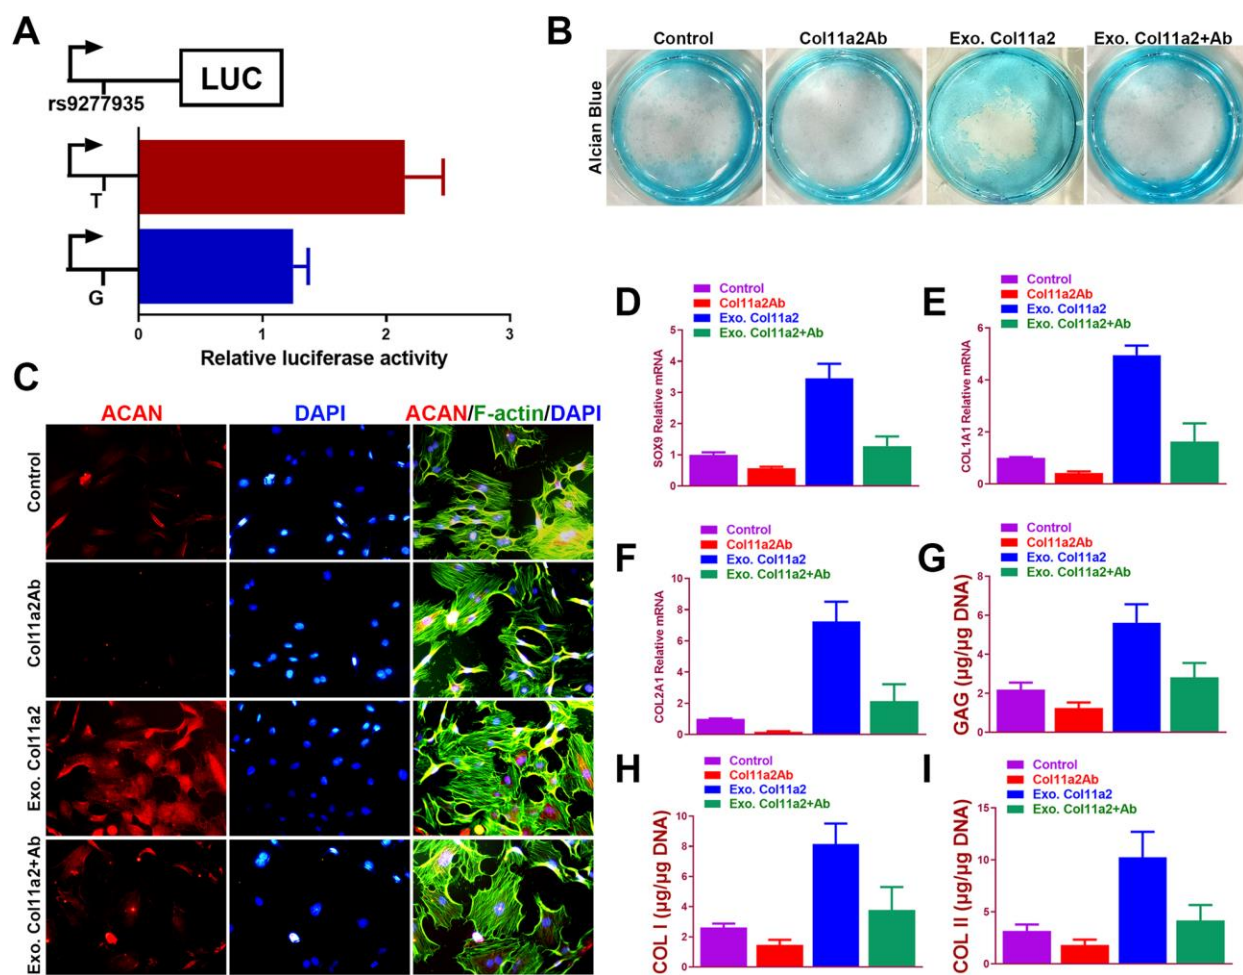 A
LUC
rs9277935
T
G
0 1 2 3
Relative luciferase activity
B
Control Col11a2Ab Exo. Col11a2 Exo. Col11a2+Ab
Alcian Blue
C
ACAN DAPI ACAN/F-actin/DAPI
Control
Col11a2Ab
Exo. Col11a2
Exo. Col11a2+Ab
D
Control
Col11a2Ab
Exo. Col11a2
Exo. Col11a2+Ab
SOX9 Relative mRNA
5
4
3
2
1
0
E
Control
Col11a2Ab
Exo. Col11a2
Exo. Col11a2+Ab
COL1A1 Relative mRNA
6
4
2
0
F
Control
Col11a2Ab
Exo. Col11a2
Exo. Col11a2+Ab
COL2A1 Relative mRNA
10
8
6
4
2
0
G
Control
Col11a2Ab
Exo. Col11a2
Exo. Col11a2+Ab
GAG (µg/µg DNA)
8
6
4
2
0
H
Control
Col11a2Ab
Exo. Col11a2
Exo. Col11a2+Ab
COL I (µg/µg DNA)
10
8
6
4
2
0
I
Control
Col11a2Ab
Exo. Col11a2
Exo. Col11a2+Ab
COL II (µg/µg DNA)
15
10
5
0